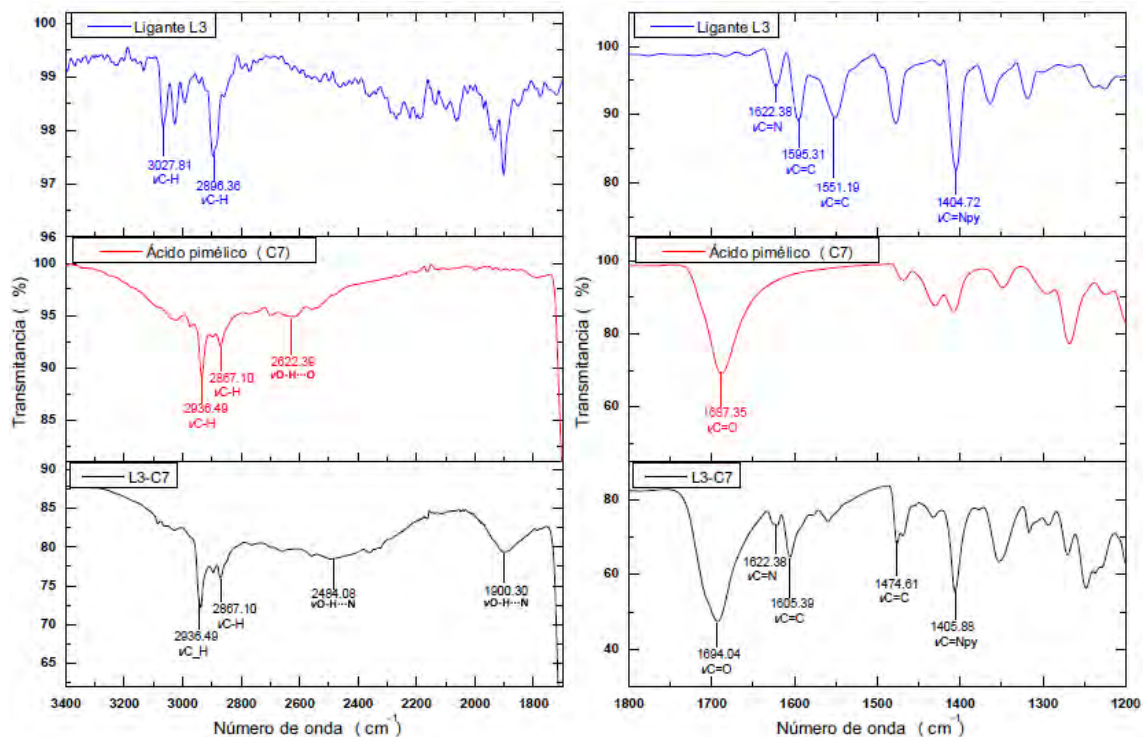 Ligante L3
100
99
98
97
96
3027.81
νC-H
2896.36
νC-H
Ácido pimélico ( C7)
100
95
90
85
2936.49
νC-H
2867.10
νC-H
2622.39
νO-H···O
L3-C7
90
85
80
75
70
65
2936.49
νC_H
2867.10
νC-H
2484.08
νO-H···N
1900.30
νO-H···N
Transmitancia ( %)
3400 3200 3000 2800 2600 2400 2200 2000 1800
Número de onda ( cm⁻¹)
Ligante L3
100
90
80
1622.38
νC=N
1595.31
νC=C
1551.19
νC=C
1404.72
νC=Npy
Ácido pimélico ( C7)
100
90
80
70
60
1687.35
νC=O
L3-C7
80
60
40
1694.04
νC=O
1622.38
νC=N
1605.39
νC=C
1474.61
νC=C
1405.88
νC=Npy
Transmitancia ( %)
1800 1700 1600 1500 1400 1300 1200
Número de onda ( cm⁻¹)